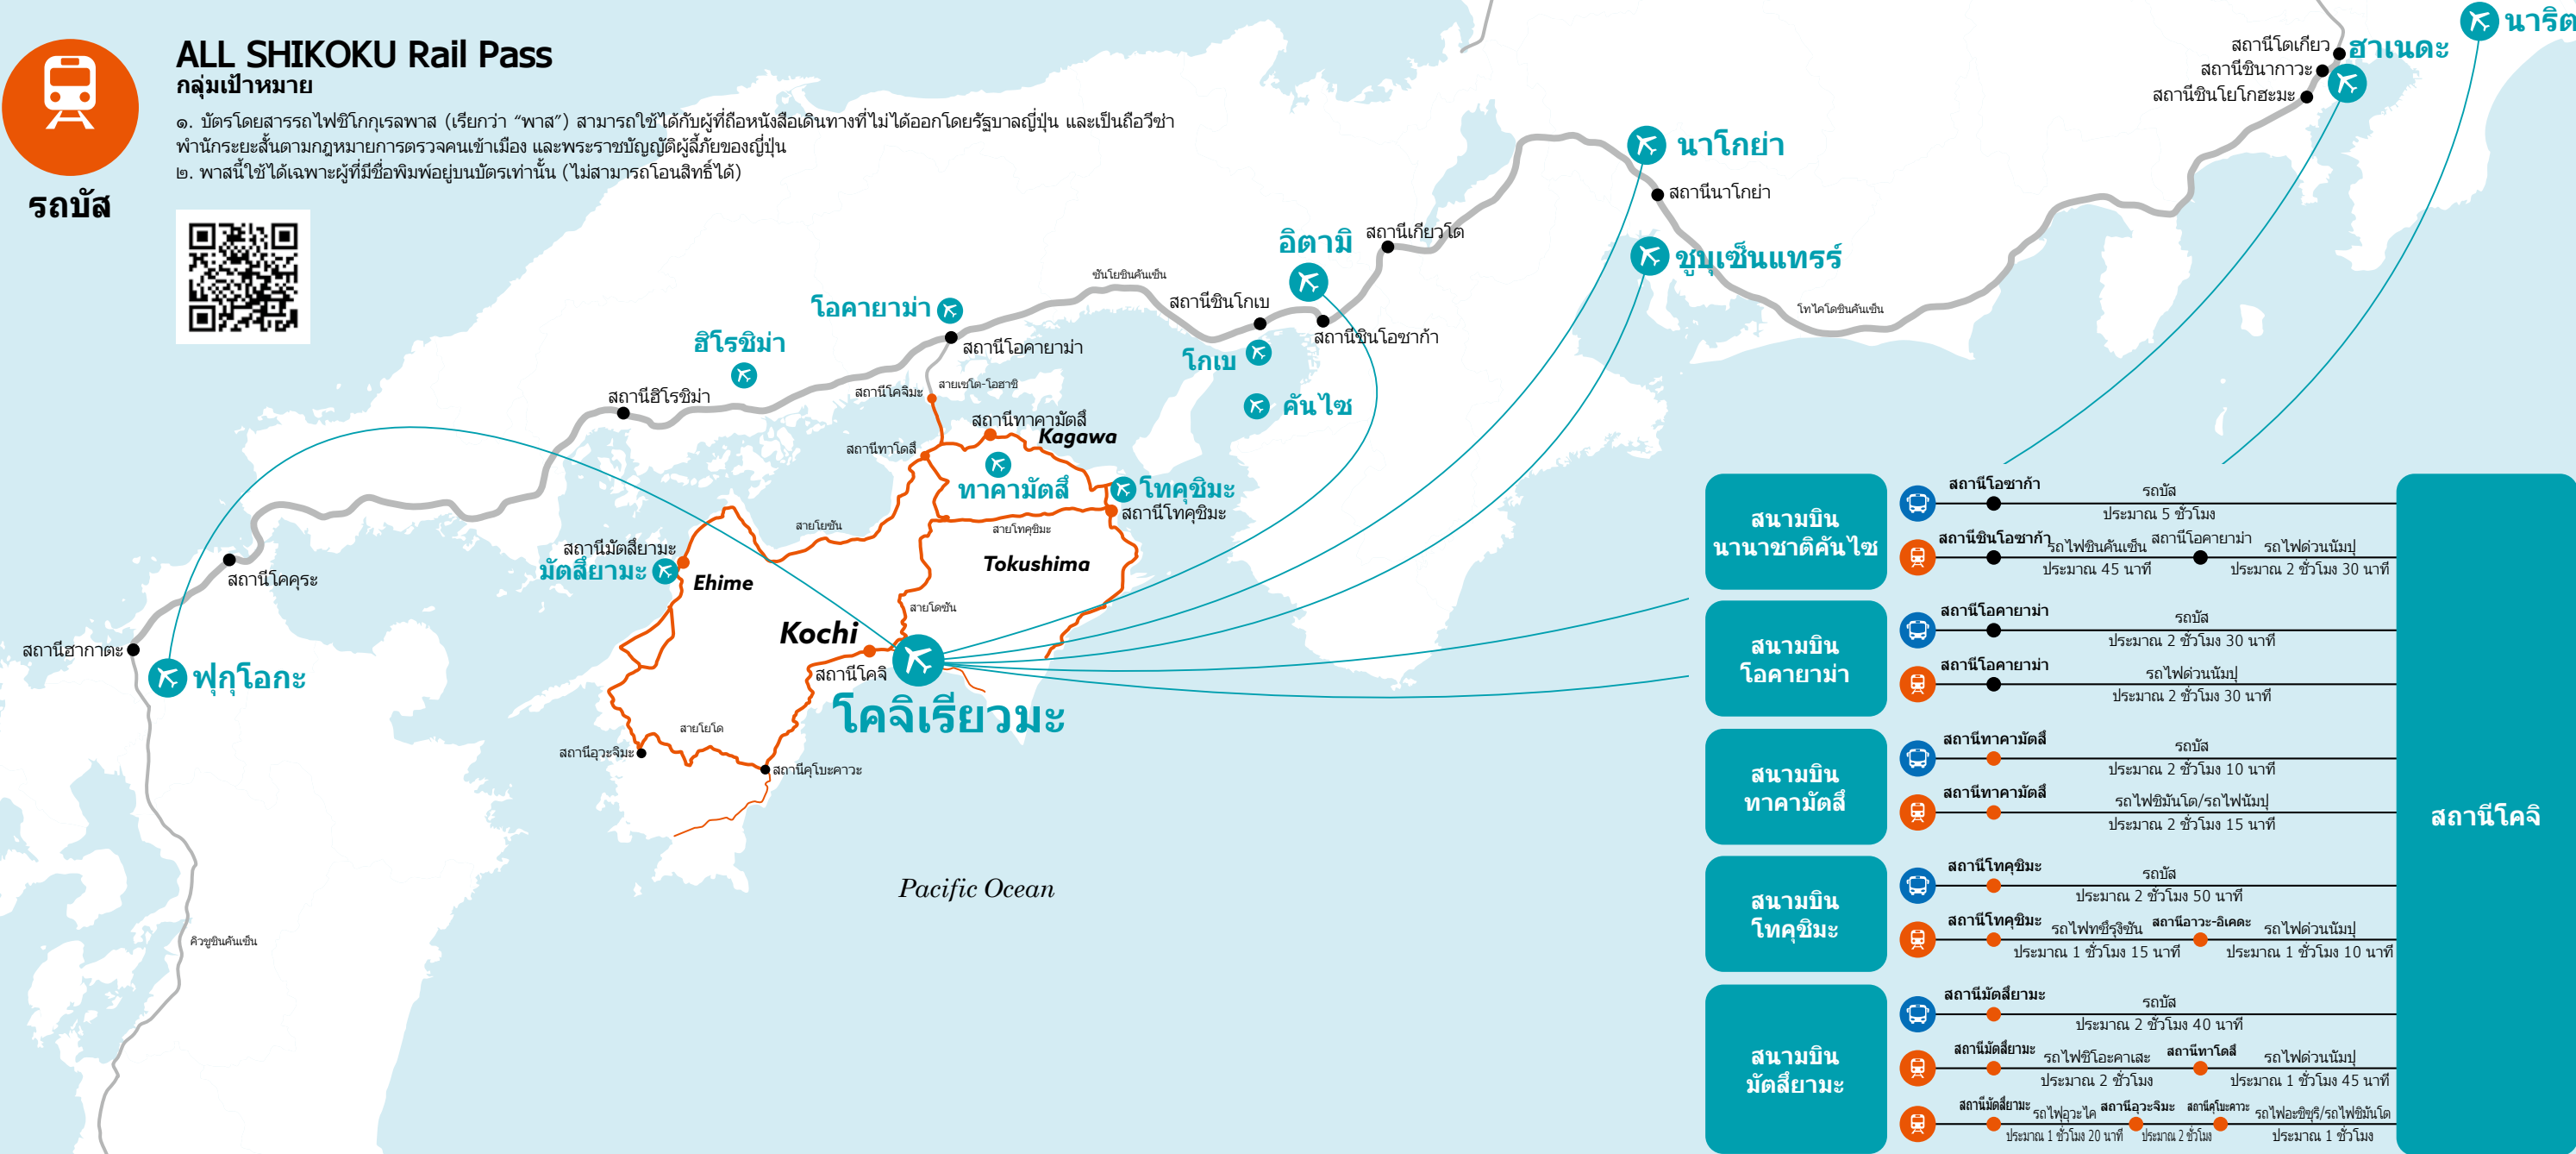 ALL SHIKOKU Rail Pass
กลุ่มเป้าหมาย
๑. บัตรโดยสารรถไฟชิโกกุเรลพาส (เรียกว่า “พาส”) สามารถใช้ได้กับผู้ที่ถือหนังสือเดินทางที่ไม่ได้ออกโดยรัฐบาลญี่ปุ่น และเป็นถือวีซ่า
พำนักระยะสั้นตามกฎหมายการตรวจคนเข้าเมือง และพระราชบัญญัติผู้ลี้ภัยของญี่ปุ่น
๒. พาสนี้ใช้ได้เฉพาะผู้ที่มีชื่อพิมพ์อยู่บนบัตรเท่านั้น (ไม่สามารถโอนสิทธิ์ได้)
รถบัส
สถานีโตเกียว
ฮาเนดะ
สถานีชินากาวะ
สถานีชินโยโกฮะมะ
นาโกย่า
สถานีนาโกย่า
ชูบุเซ็นแทรร์
โทไคโดชินคันเซ็น
อิตามิ
สถานีเกียวโต
ซันโยชินคันเซ็น
สถานีชินโกเบ
สถานีชินโอซาก้า
โกเบ
คันไซ
โอคายาม่า
สถานีโอคายาม่า
ฮิโรชิม่า
สถานีฮิโรชิม่า
สถานีโคจิมะ
สายเซโต-โอฮาชิ
สถานีทาคามัตสึ
Kagawa
สถานีทาโดสึ
ทาคามัตสึ
โทคุชิมะ
สถานีโทคุชิมะ
สายโยซัน
สายโทคุชิมะ
สถานีมัตสึยามะ
มัตสึยามะ
Ehime
Tokushima
สายโดซัน
สถานีโคคุระ
สถานีฮากาตะ
ฟุกุโอกะ
Kochi
สถานีโคจิ
โคจิเรียวมะ
สายโยโด
สถานีอุวะจิมะ
สถานีคุโบะคาวะ
Pacific Ocean
คิวชูชินคันเซ็น
สนามบิน
นานาชาติคันไซ
สถานีโอซาก้า
รถบัส
ประมาณ 5 ชั่วโมง
สถานีชินโอซาก้า
รถไฟชินคันเซ็น
สถานีโอคายาม่า
รถไฟด่วนนัมปุ
ประมาณ 45 นาที
ประมาณ 2 ชั่วโมง 30 นาที
สนามบิน
โอคายาม่า
สถานีโอคายาม่า
รถบัส
ประมาณ 2 ชั่วโมง 30 นาที
สถานีโอคายาม่า
รถไฟด่วนนัมปุ
ประมาณ 2 ชั่วโมง 30 นาที
สนามบิน
ทาคามัตสึ
สถานีทาคามัตสึ
รถบัส
ประมาณ 2 ชั่วโมง 10 นาที
สถานีทาคามัตสึ
รถไฟชิมันโต/รถไฟนัมปุ
ประมาณ 2 ชั่วโมง 15 นาที
สนามบิน
โทคุชิมะ
สถานีโทคุชิมะ
รถบัส
ประมาณ 2 ชั่วโมง 50 นาที
สถานีโทคุชิมะ
รถไฟทซึรุงิซัน
สถานีอาวะ-อิเคดะ
รถไฟด่วนนัมปุ
ประมาณ 1 ชั่วโมง 15 นาที
ประมาณ 1 ชั่วโมง 10 นาที
สนามบิน
มัตสึยามะ
สถานีมัตสึยามะ
รถบัส
ประมาณ 2 ชั่วโมง 40 นาที
สถานีมัตสึยามะ
รถไฟชิโอะคาเสะ
สถานีทาโดสึ
รถไฟด่วนนัมปุ
ประมาณ 2 ชั่วโมง
ประมาณ 1 ชั่วโมง 45 นาที
สถานีมัตสึยามะ
รถไฟอุวะไค
สถานีอุวะจิมะ
สถานีคุโบะคาวะ
รถไฟอะชิซุริ/รถไฟชิมันโต
ประมาณ 1 ชั่วโมง 20 นาที
ประมาณ 2 ชั่วโมง
ประมาณ 1 ชั่วโมง
สถานีโคจิ